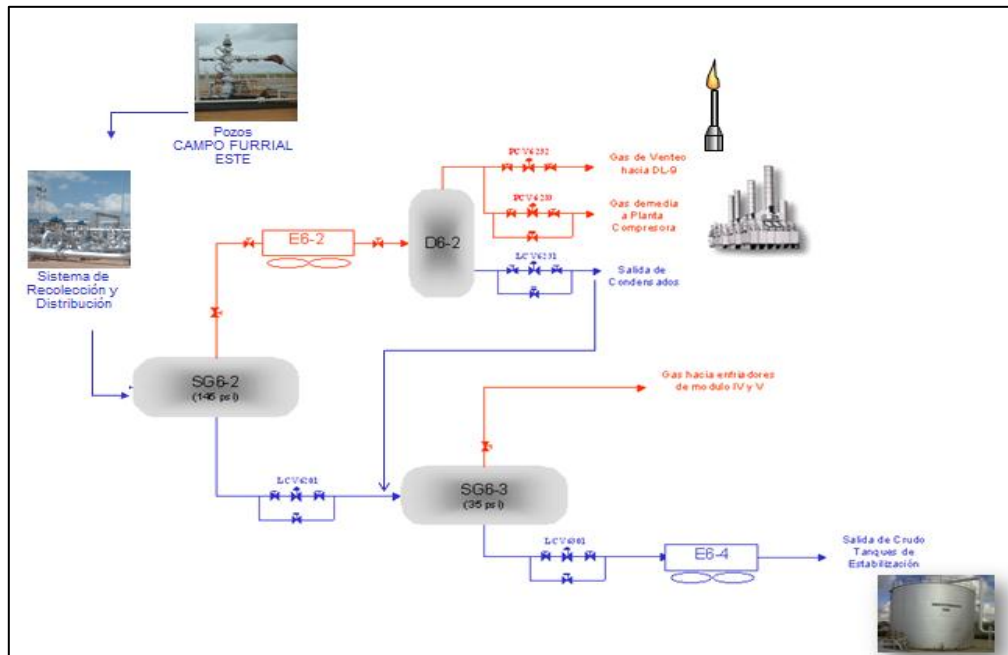 Pozos
CAMPO FURRIAL
ESTE
Sistema de
Recolección y
Distribución
PCV6232
Gas de Venteo
hacia DL-9
Gas demedia
a Planta
Compresora
E6-2
D6-2
LCV6231
Salida de
Condensados
SG6-2
Gas hacia enfriadores
de modulo IV y V
LCV6201
SG6-3
(35 psi)
LCV6301
E6-4
Salida de Crudo
Tanques de
Estabilización